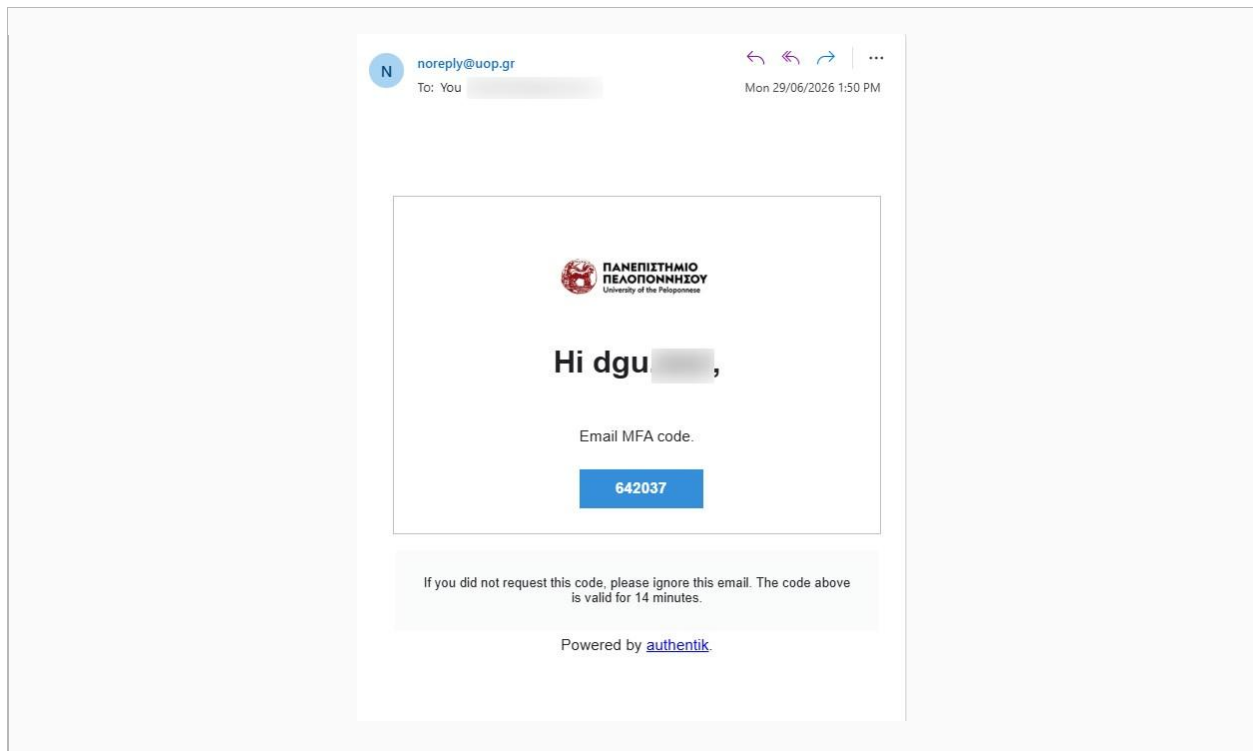 N
noreply@uop.gr
To: You
Mon 29/06/2026 1:50 PM
ΠΑΝΕΠΙΣΤΗΜΙΟ
ΠΕΛΟΠΟΝΝΗΣΟΥ
University of the Peloponnese
Hi dgu ,
Email MFA code.
642037
If you did not request this code, please ignore this email. The code above
is valid for 14 minutes.
Powered by authentik.